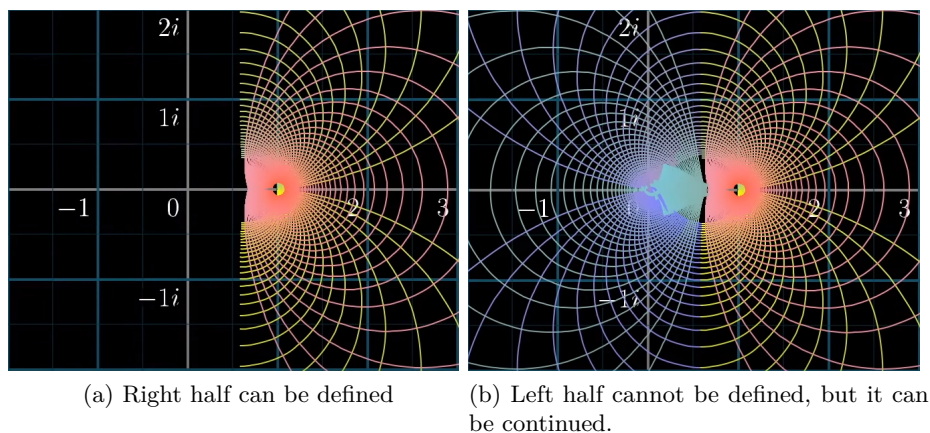 2i
1i
−1 0 2 3
−1i
2i
1i
−1 2 3
−1i
(a) Right half can be defined
(b) Left half cannot be defined, but it can
be continued.